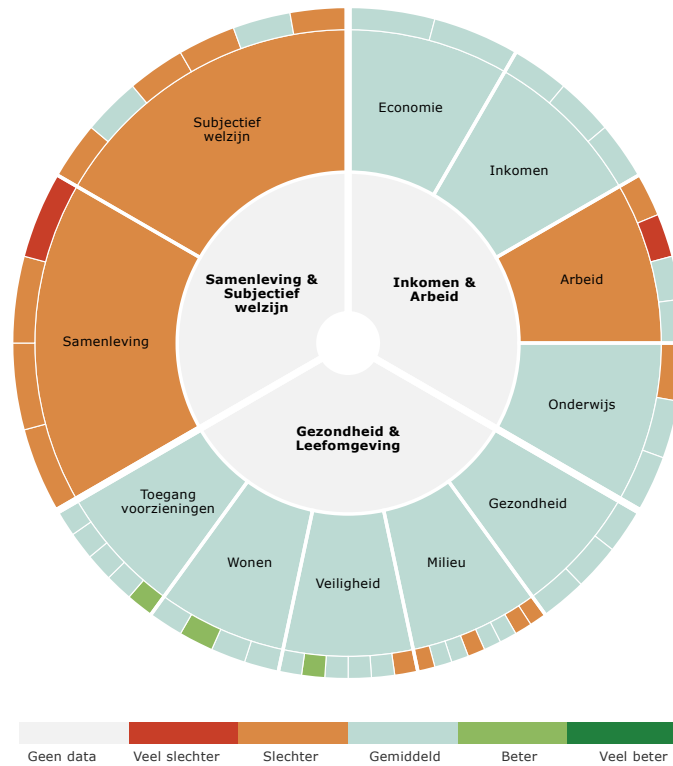 Subjectief
welzijn
Economie
Inkomen
Samenleving &
Subjectief
welzijn
Inkomen &
Arbeid
Arbeid
Samenleving
Onderwijs
Gezondheid &
Leefomgeving
Toegang
voorzieningen
Gezondheid
Wonen
Veiligheid
Milieu
Geen data
Veel slechter
Slechter
Gemiddeld
Beter
Veel beter